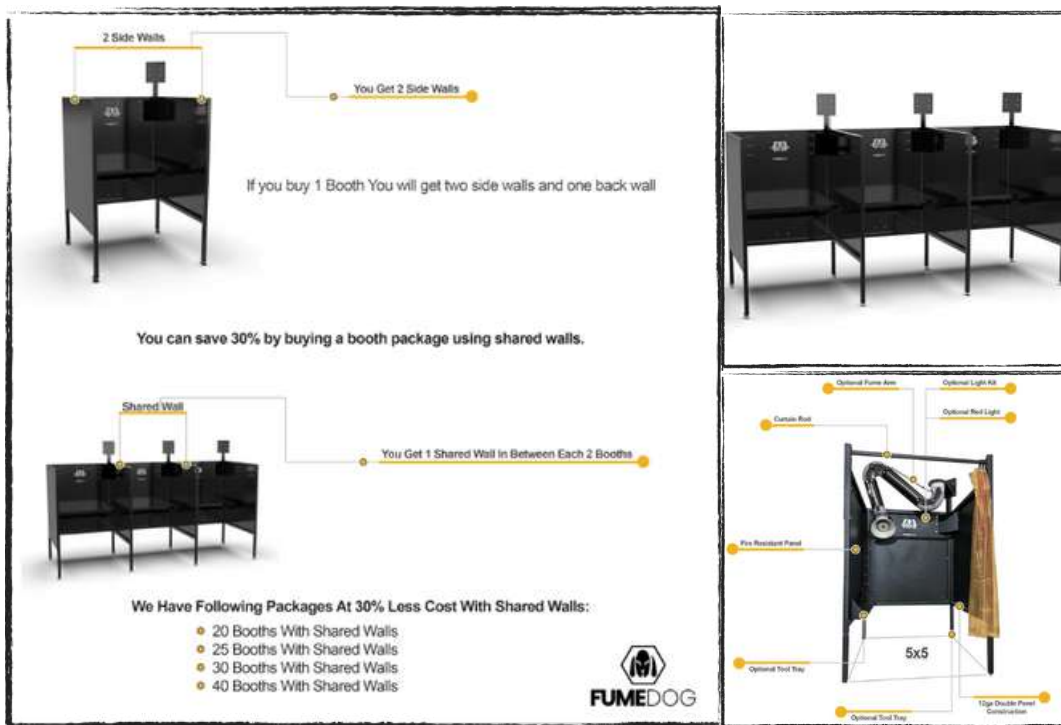 2 Side Walls
You Get 2 Side Walls
If you buy 1 Booth You will get two side walls and one back wall
You can save 30% by buying a booth package using shared walls.
Shared Wall
You Get 1 Shared Wall In Between Each 2 Booths
We Have Following Packages At 30% Less Cost With Shared Walls:
20 Booths With Shared Walls
25 Booths With Shared Walls
30 Booths With Shared Walls
40 Booths With Shared Walls
FUMEDOG
Optional Fume Arm
Optional Light Kit
Optional Red Light
Curtain Rod
Fire Resistant Panel
5x5
Optional Tool Tray
12ga Double Panel
Construction
Optional Tool Tray